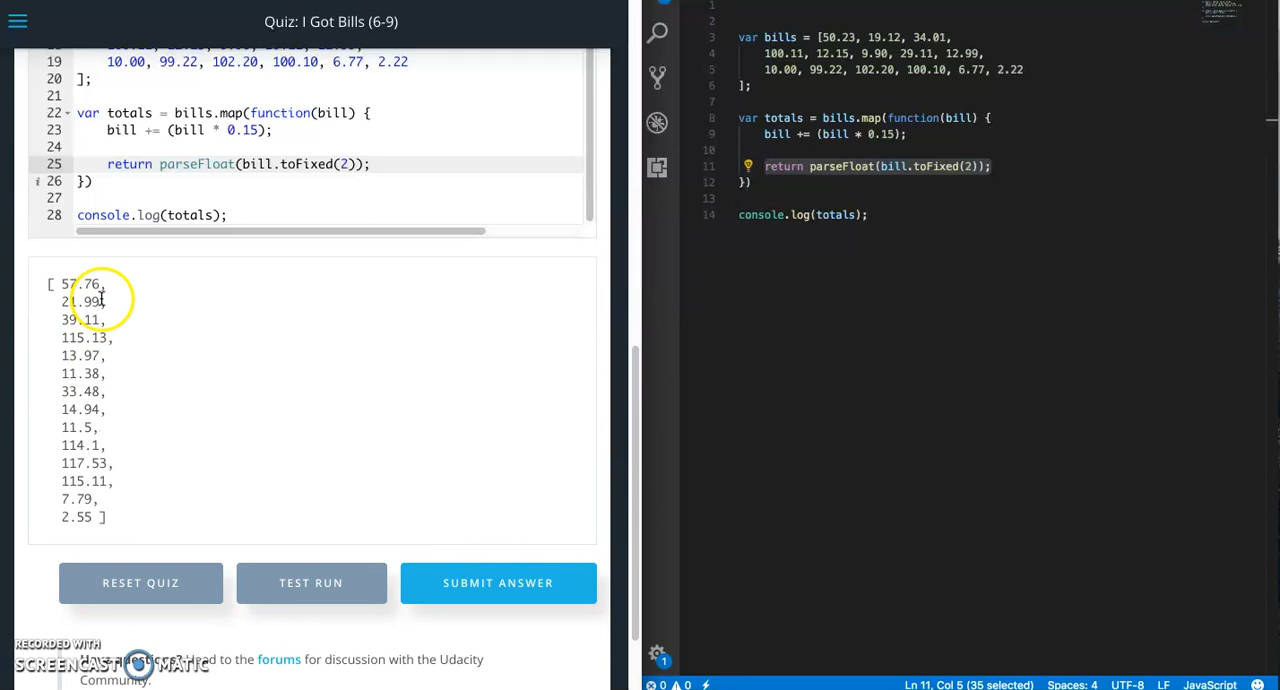 Quiz: I Got Bills (6-9)
19 10.00, 99.22, 102.20, 100.10, 6.77, 2.22
20 ];
21
22 var totals = bills.map(function(bill) {
23 bill += (bill * 0.15);
24
25 return parseFloat(bill.toFixed(2));
26 })
27
28 console.log(totals);
[ 57.76,
21.99,
39.11,
115.13,
13.97,
11.38,
33.48,
14.94,
11.5,
114.1,
117.53,
115.11,
7.79,
2.55 ]
RESET QUIZ
TEST RUN
SUBMIT ANSWER
Have questions? Head to the forums for discussion with the Udacity
Community.
RECORDED WITH
SCREENCAST MATIC
1
2
3 var bills = [50.23, 19.12, 34.01,
4 100.11, 12.15, 9.90, 29.11, 12.99,
5 10.00, 99.22, 102.20, 100.10, 6.77, 2.22
6 ];
7
8 var totals = bills.map(function(bill) {
9 bill += (bill * 0.15);
10
11 return parseFloat(bill.toFixed(2));
12 })
13
14 console.log(totals);
1
0 0 Ln 11, Col 5 (35 selected) Spaces: 4 UTF-8 LF JavaScript